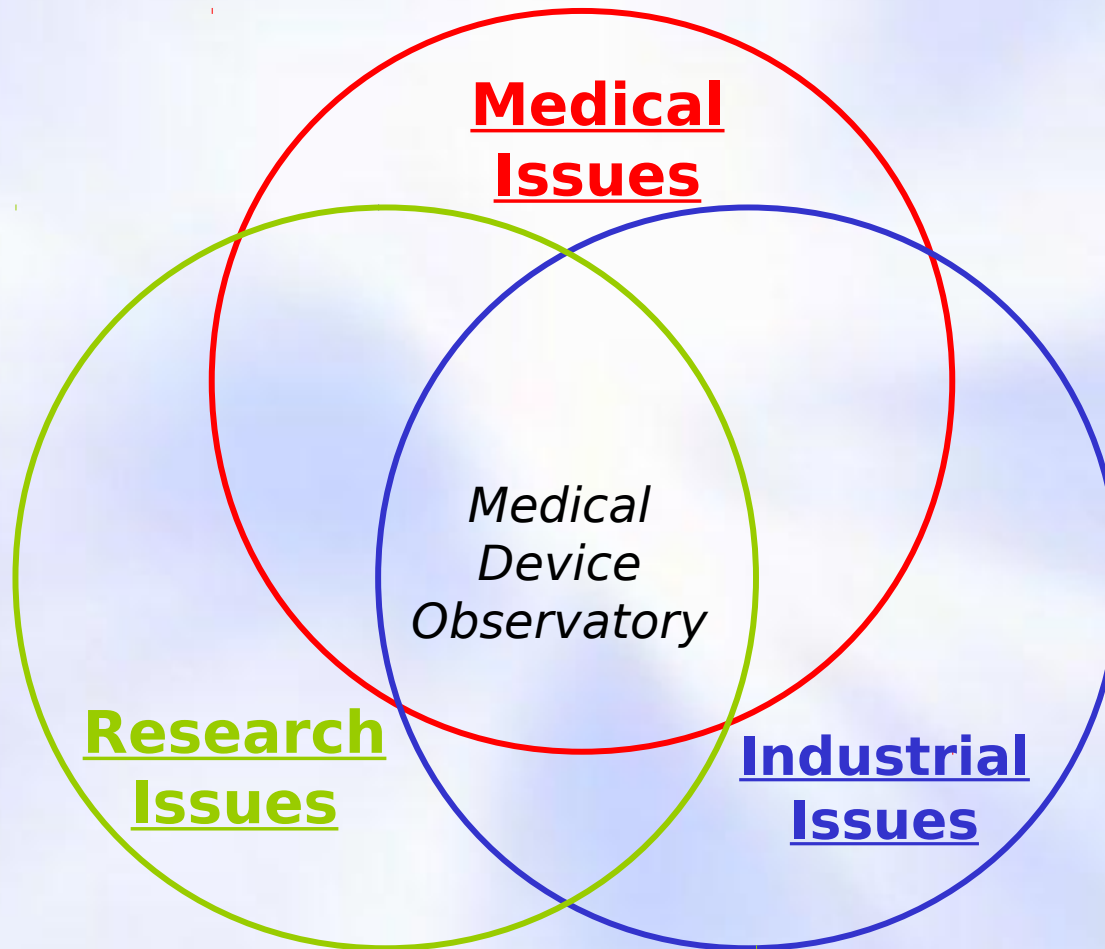 Medical
Issues
Medical
Device
Observatory
Research
Issues
Industrial
Issues